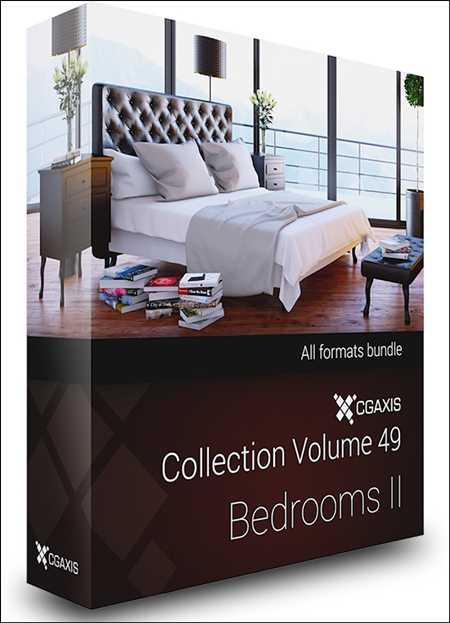 All formats bundle
CGAXIS
Collection Volume 49
Bedrooms II
CGAXIS